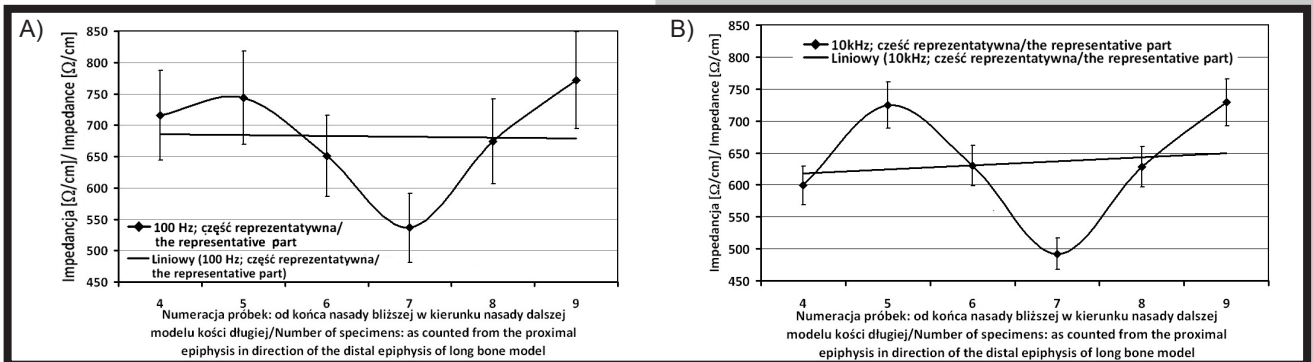 A)
Impedancja [Ω/cm]/ Impedance [Ω/cm]
850
800
750
700
650
600
550
500
450
100 Hz; część reprezentatywna/
the representative part
Liniowy (100 Hz; część reprezentatywna/
the representative part)
4 5 6 7 8 9
Numeracja próbek: od końca nasady bliższej w kierunku nasady dalszej
modelu kości długiej/Number of specimens: as counted from the proximal
epiphysis in direction of the distal epiphysis of long bone model
B)
Impedancja [Ω/cm]/ Impedance [Ω/cm]
850
800
750
700
650
600
550
500
450
10kHz; cześć reprezentatywna/the representative part
Liniowy (10kHz; cześć reprezentatywna/the representative part)
4 5 6 7 8 9
Numeracja próbek: od końca nasady bliższej w kierunku nasady dalszej
modelu kości długiej/Number of specimens: as counted from the proximal
epiphysis in direction of the distal epiphysis of long bone model